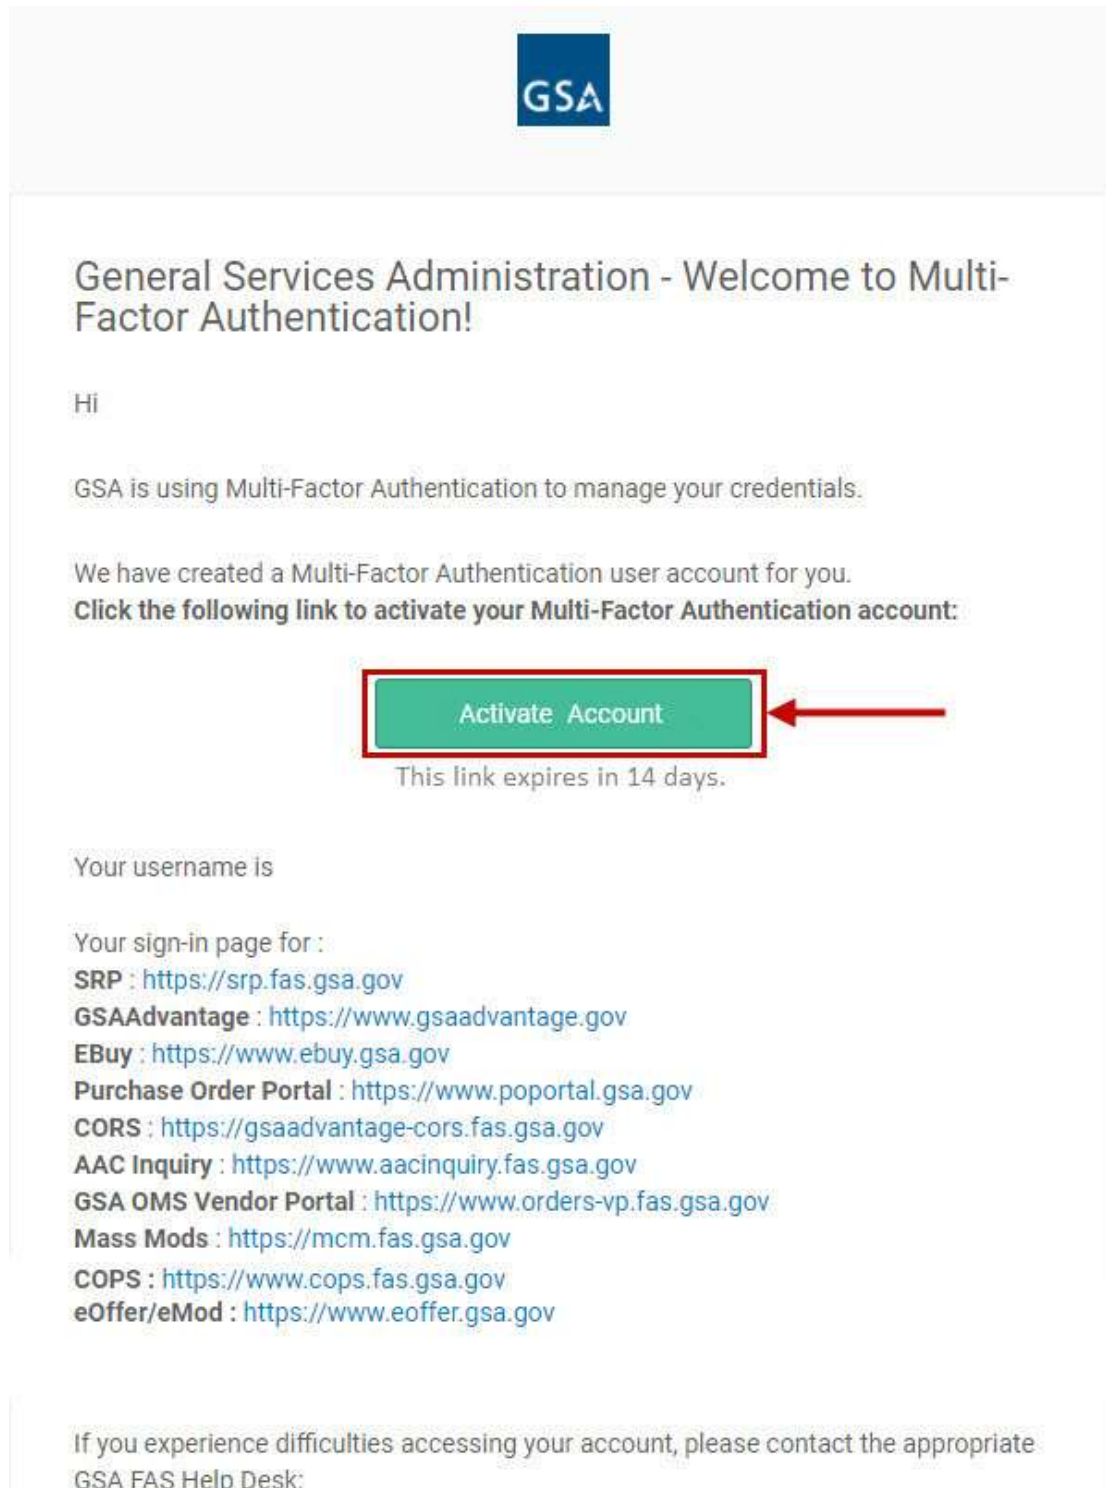 GSA
General Services Administration - Welcome to Multi-
Factor Authentication!
Hi
GSA is using Multi-Factor Authentication to manage your credentials.
We have created a Multi-Factor Authentication user account for you.
Click the following link to activate your Multi-Factor Authentication account:
Activate Account
This link expires in 14 days.
Your username is
Your sign-in page for :
SRP : https://srp.fas.gsa.gov
GSAAdvantage : https://www.gsaadvantage.gov
EBuy : https://www.ebuy.gsa.gov
Purchase Order Portal : https://www.poportal.gsa.gov
CORS : https://gsaadvantage-cors.fas.gsa.gov
AAC Inquiry : https://www.aacinquiry.fas.gsa.gov
GSA OMS Vendor Portal : https://www.orders-vp.fas.gsa.gov
Mass Mods : https://mcm.fas.gsa.gov
COPS : https://www.cops.fas.gsa.gov
eOffer/eMod : https://www.eoffer.gsa.gov
If you experience difficulties accessing your account, please contact the appropriate
GSA FAS Help Desk: